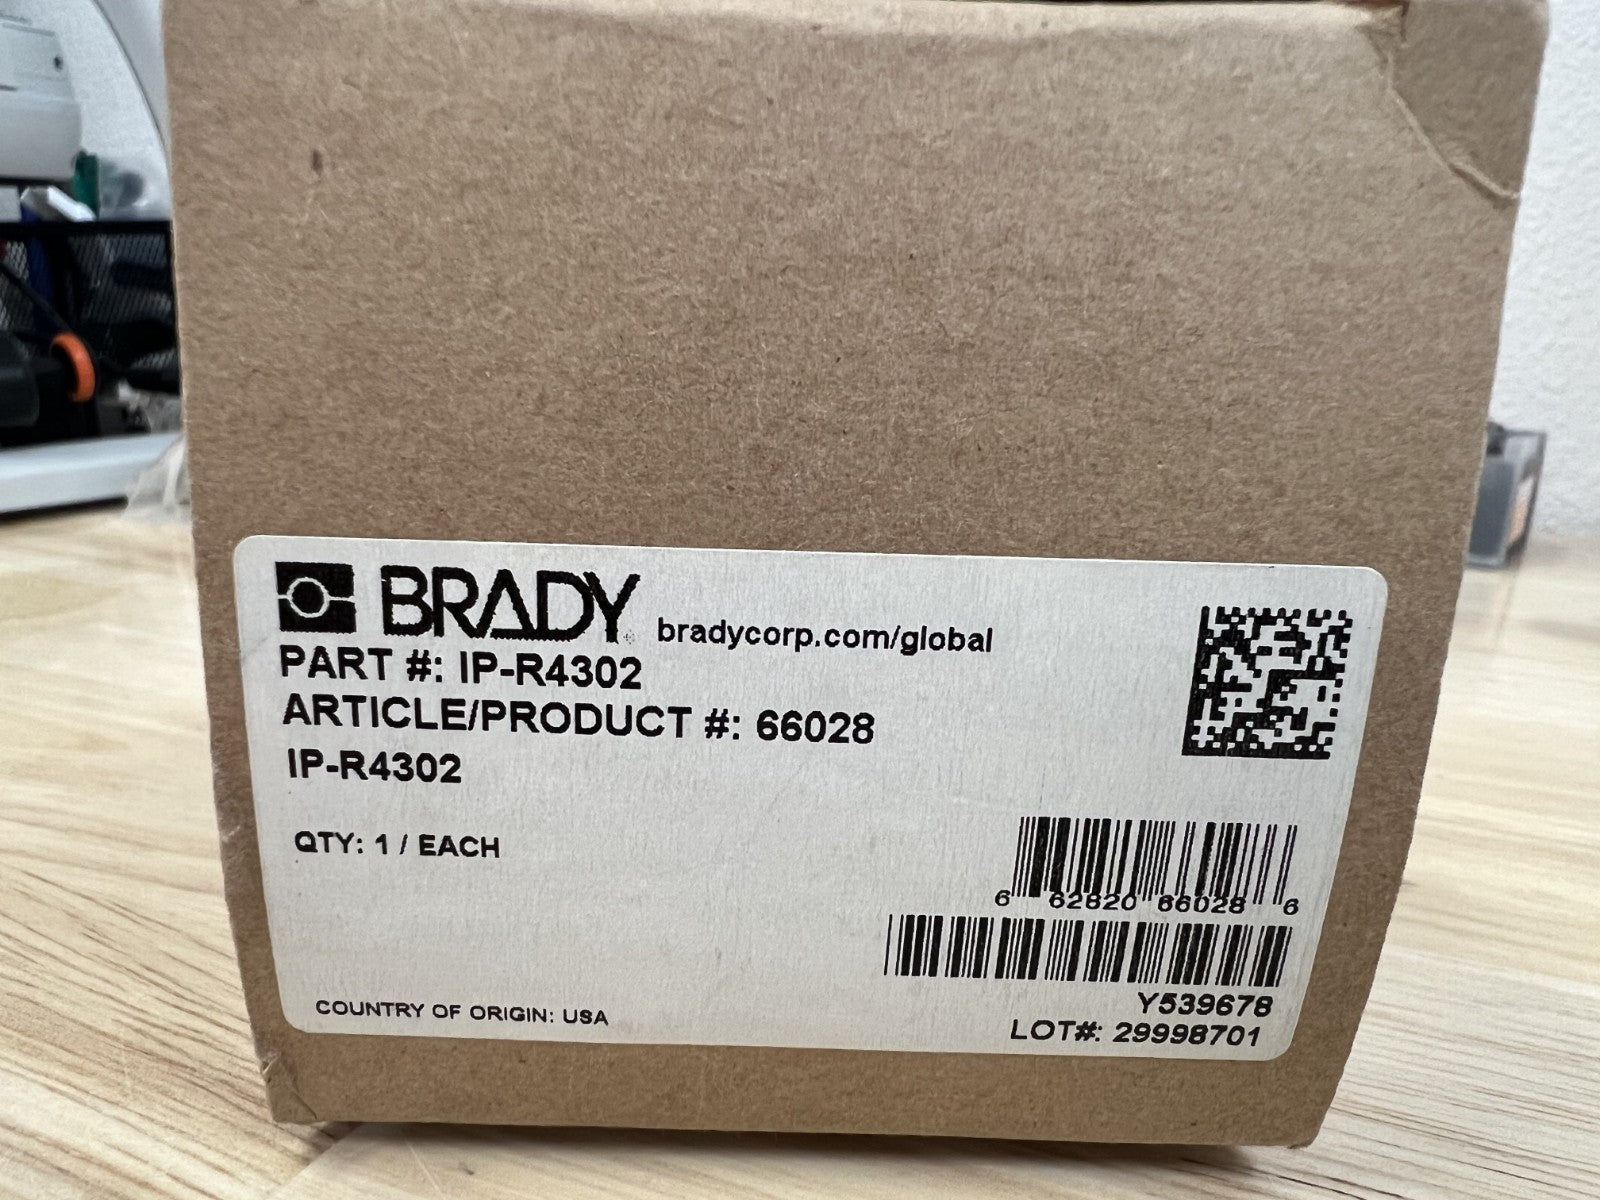 BRADY bradycorp.com/global
PART #: IP-R4302
ARTICLE/PRODUCT #: 66028
IP-R4302
QTY: 1 / EACH
6 62820 66028 6
Y539678
COUNTRY OF ORIGIN: USA
LOT#: 29998701